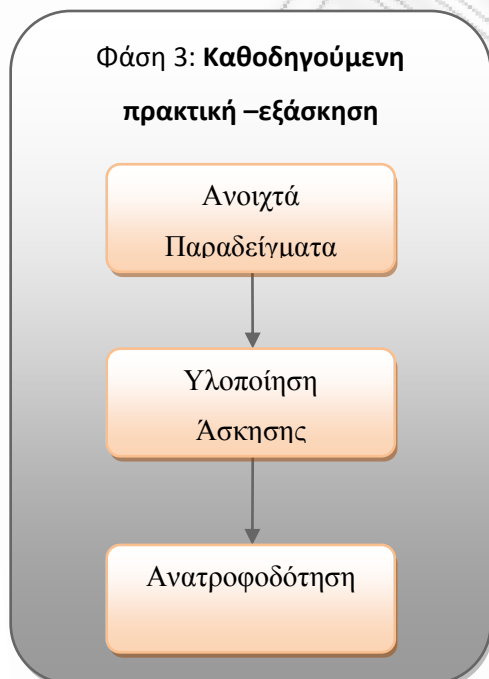 Φάση 3: Καθοδηγούμενη
πρακτική –εξάσκηση
Ανοιχτά
Παραδείγματα
Υλοποίηση
Άσκησης
Ανατροφοδότηση